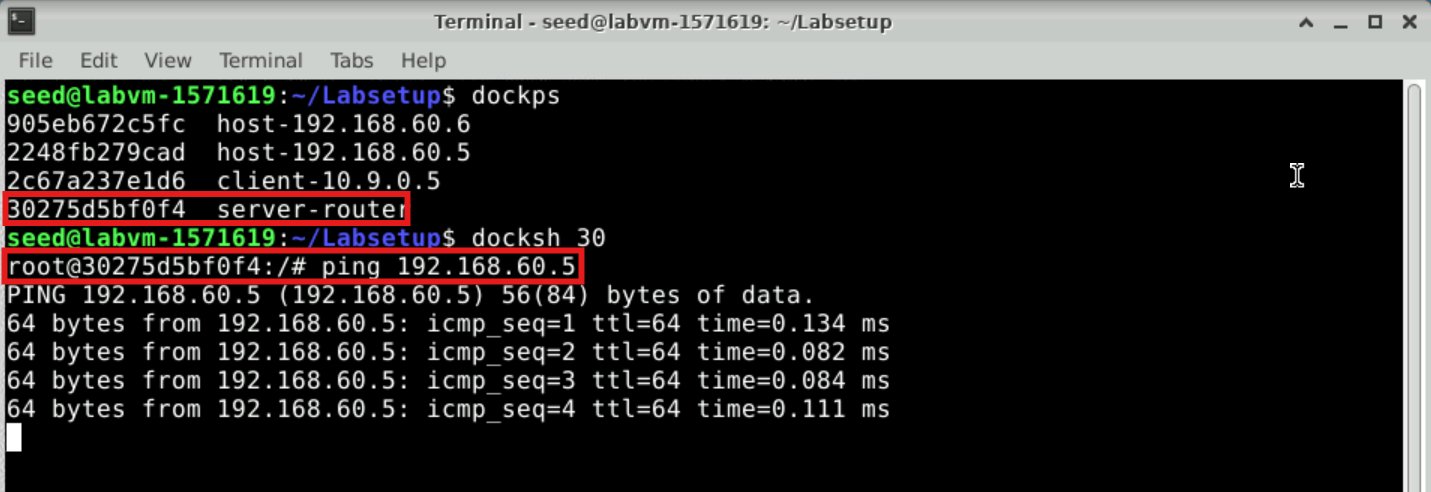 Terminal - seed@labvm-1571619: ~/Labsetup
File Edit View Terminal Tabs Help
seed@labvm-1571619:~/Labsetup$ dockps
905eb672c5fc  host-192.168.60.6
2248fb279cad  host-192.168.60.5
2c67a237e1d6  client-10.9.0.5
30275d5bf0f4  server-router
seed@labvm-1571619:~/Labsetup$ docksh 30
root@30275d5bf0f4:/# ping 192.168.60.5
PING 192.168.60.5 (192.168.60.5) 56(84) bytes of data.
64 bytes from 192.168.60.5: icmp_seq=1 ttl=64 time=0.134 ms
64 bytes from 192.168.60.5: icmp_seq=2 ttl=64 time=0.082 ms
64 bytes from 192.168.60.5: icmp_seq=3 ttl=64 time=0.084 ms
64 bytes from 192.168.60.5: icmp_seq=4 ttl=64 time=0.111 ms